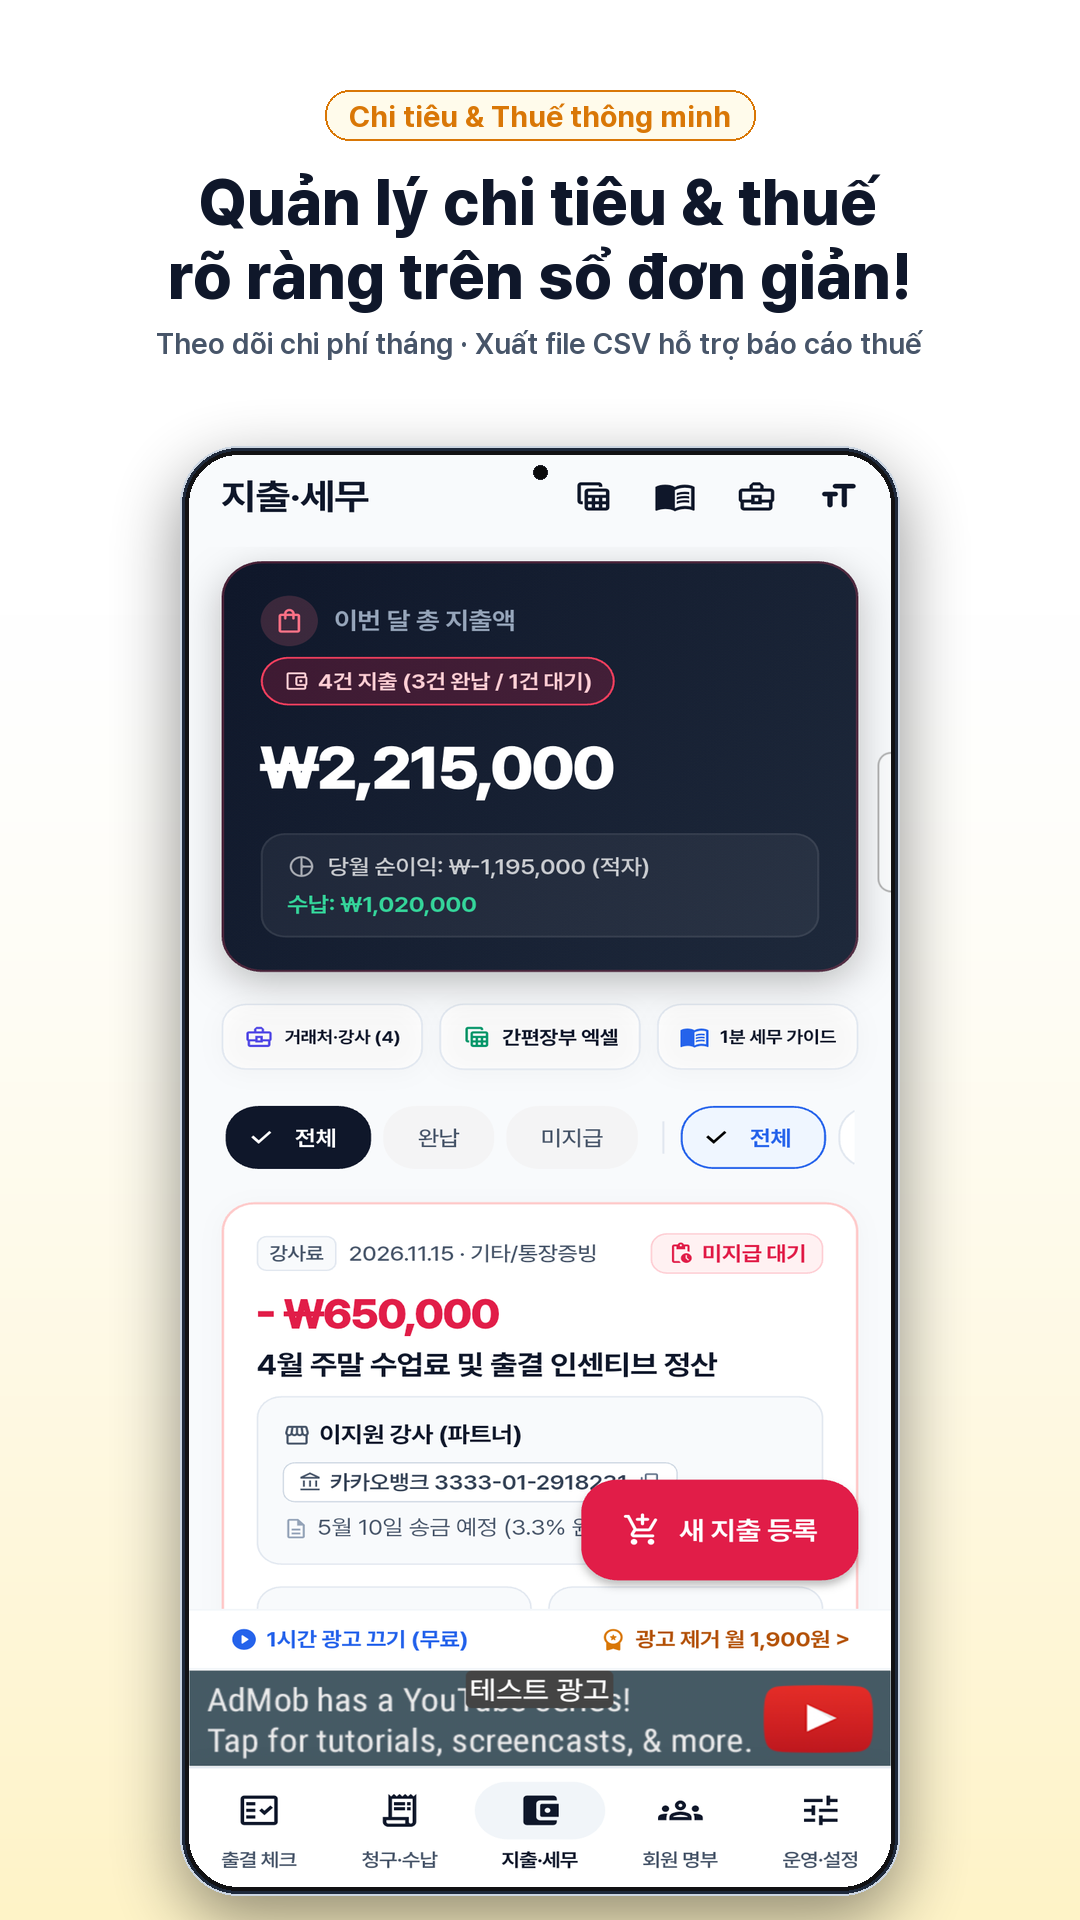 Chi tiêu & Thuế thông minh
Quản lý chi tiêu & thuế
rõ ràng trên sổ đơn giản!
Theo dõi chi phí tháng · Xuất file CSV hỗ trợ báo cáo thuế
지출·세무
이번 달 총 지출액
4건 지출 (3건 완납 / 1건 대기)
₩2,215,000
당월 순이익: ₩-1,195,000 (적자)
수납: ₩1,020,000
거래처·강사 (4)
간편장부 엑셀
1분 세무 가이드
전체
완납
미지급
전체
강사료
2026.11.15 · 기타/통장증빙
미지급 대기
- ₩650,000
4월 주말 수업료 및 출결 인센티브 정산
이지원 강사 (파트너)
카카오뱅크 3333-01-2918231
5월 10일 송금 예정 (3.3%
새 지출 등록
1시간 광고 끄기 (무료)
광고 제거 월 1,900원 >
테스트 광고
AdMob has a YouTube series!
Tap for tutorials, screencasts, & more.
출결 체크
청구·수납
지출·세무
회원 명부
운영·설정